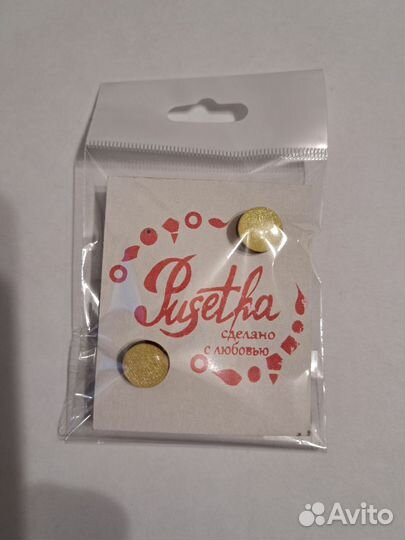 Pusetka
сделано
с любовью
Avito